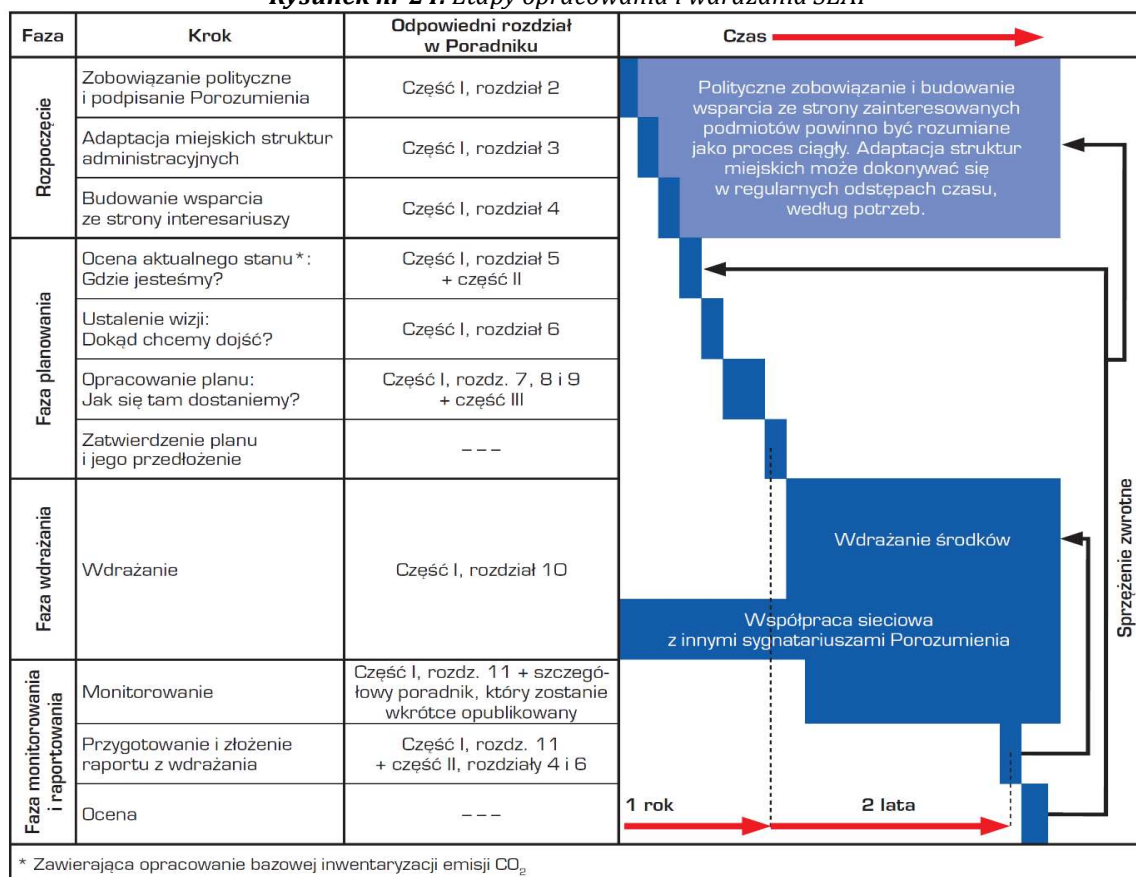 Rysunek nr 24. Etapy opracowania i wdrażania SEAP
Faza
Krok
Odpowiedni rozdział
w Poradniku
Czas
Rozpoczęcie
Zobowiązanie polityczne
i podpisanie Porozumienia
Część I, rozdział 2
Adaptacja miejskich struktur
administracyjnych
Część I, rozdział 3
Budowanie wsparcia
ze strony interesariuszy
Część I, rozdział 4
Polityczne zobowiązanie i budowanie
wsparcia ze strony zainteresowanych
podmiotów powinno być rozumiane
jako proces ciągły. Adaptacja struktur
miejskich może dokonywać się
w regularnych odstępach czasu,
według potrzeb.
Faza planowania
Ocena aktualnego stanu*:
Gdzie jesteśmy?
Część I, rozdział 5
+ część II
Ustalenie wizji:
Dokąd chcemy dojść?
Część I, rozdział 6
Opracowanie planu:
Jak się tam dostaniemy?
Część I, rozdz. 7, 8 i 9
+ część III
Zatwierdzenie planu
i jego przedłożenie
---
Faza wdrażania
Wdrażanie
Część I, rozdział 10
Wdrażanie środków
Współpraca sieciowa
z innymi sygnatariuszami Porozumienia
Sprzężenie zwrotne
Faza monitorowania
i raportowania
Monitorowanie
Część I, rozdz. 11 + szczegó-
łowy poradnik, który zostanie
wkrótce opublikowany
Przygotowanie i złożenie
raportu z wdrażania
Część I, rozdz. 11
+ część II, rozdziały 4 i 6
Ocena
---
1 rok
2 lata
* Zawierająca opracowanie bazowej inwentaryzacji emisji CO₂